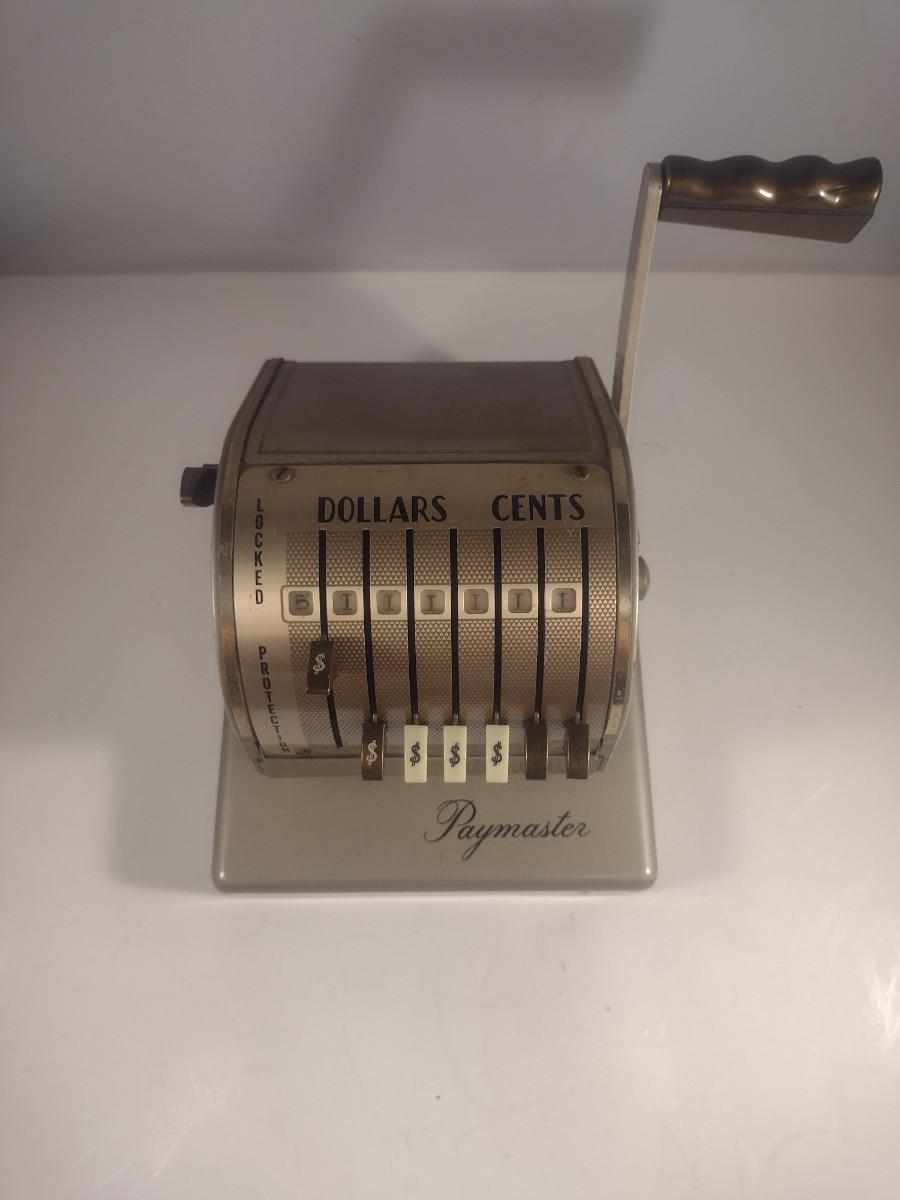 DOLLARS CENTS
LOCKED
5 I I I I I I
PROTECTION
$
$ $ $ $
Paymaster